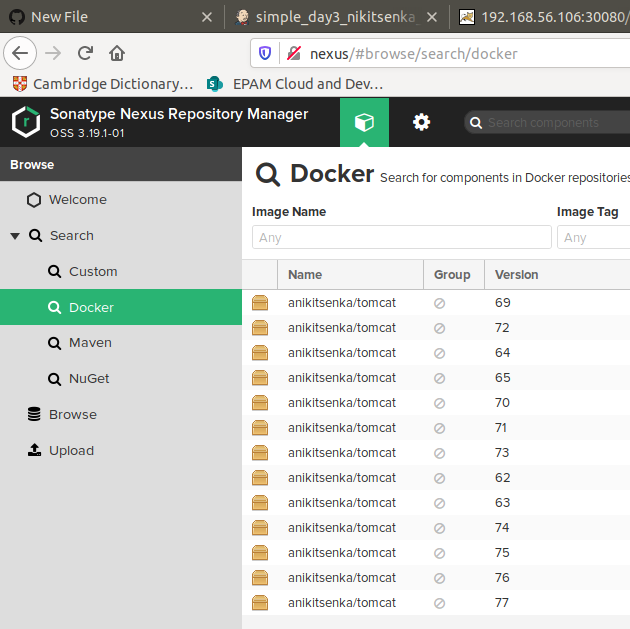 New File
simple_day3_nikitsenka
192.168.56.106:30080/
nexus/#browse/search/docker
Cambridge Dictionary...
EPAM Cloud and Dev...
Sonatype Nexus Repository Manager
OSS 3.19.1-01
Search components
Browse
Welcome
Search
Custom
Docker
Maven
NuGet
Browse
Upload
Docker Search for components in Docker repositories
Image Name Image Tag
Any Any
Name Group Version
anikitsenka/tomcat 69
anikitsenka/tomcat 72
anikitsenka/tomcat 64
anikitsenka/tomcat 65
anikitsenka/tomcat 70
anikitsenka/tomcat 71
anikitsenka/tomcat 73
anikitsenka/tomcat 62
anikitsenka/tomcat 63
anikitsenka/tomcat 74
anikitsenka/tomcat 75
anikitsenka/tomcat 76
anikitsenka/tomcat 77